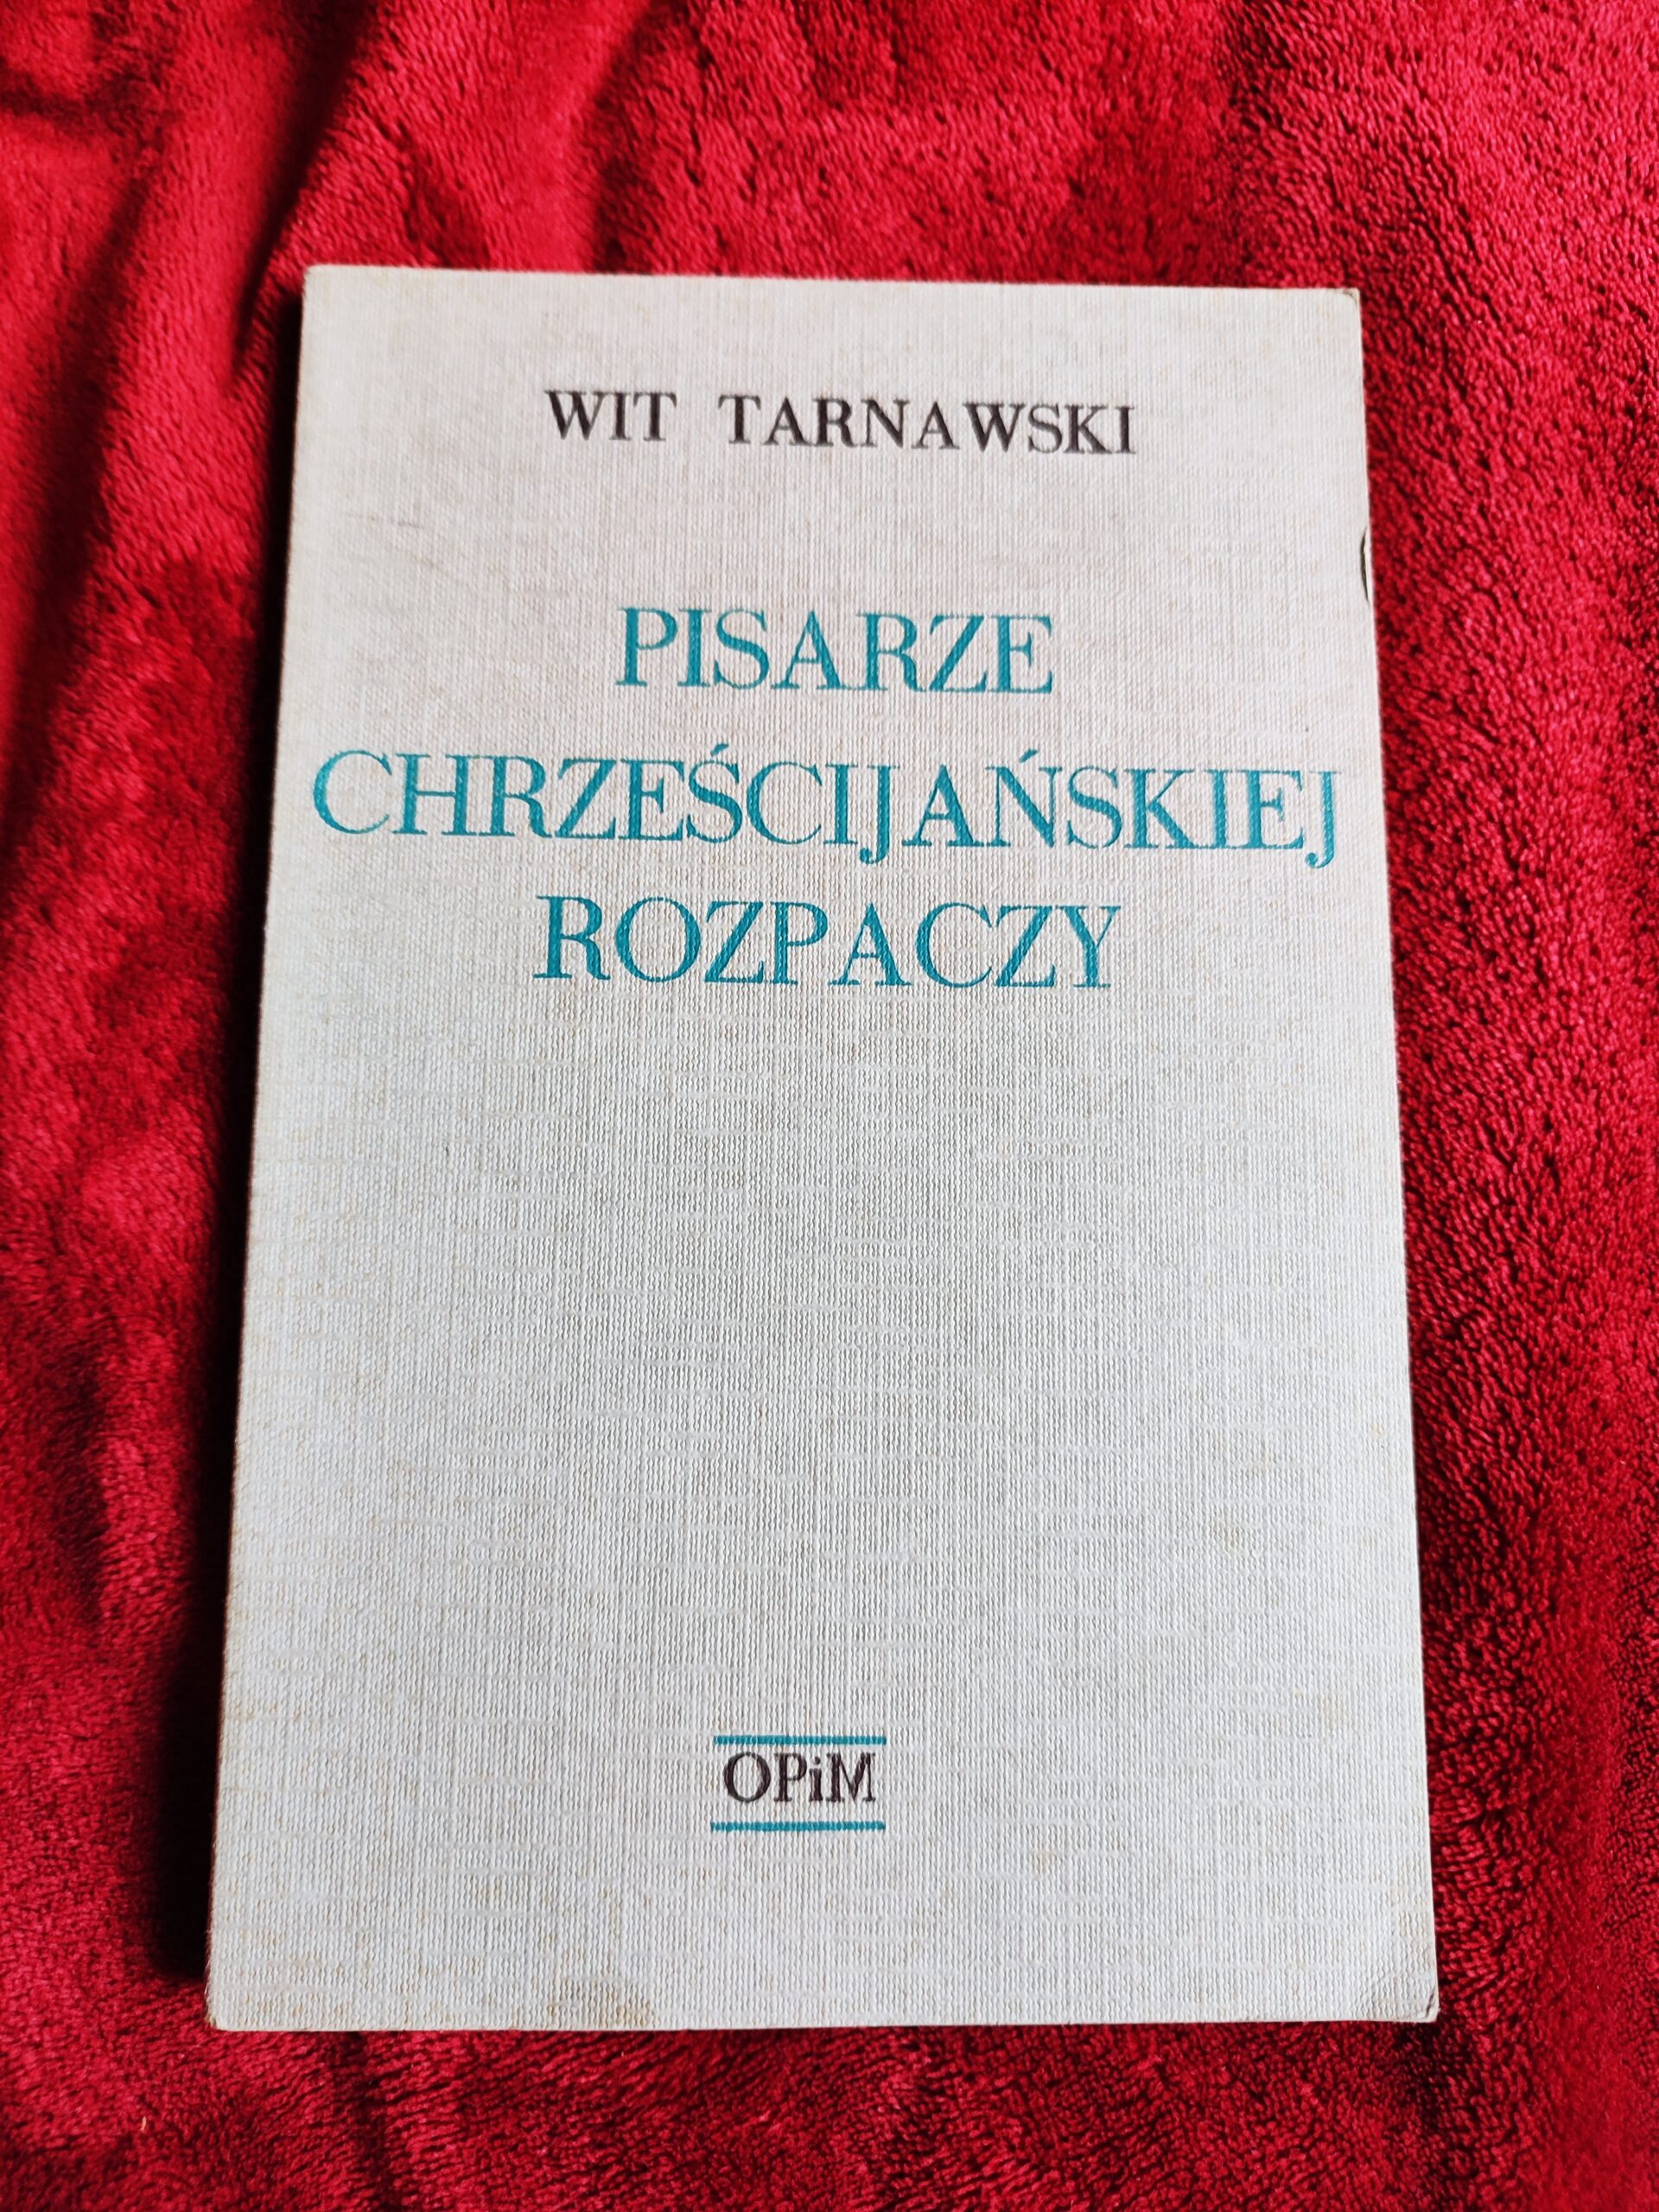 WIT TARNAWSKI
PISARZE
CHRZEŚCIJAŃSKIEJ
ROZPACZY
OPiM